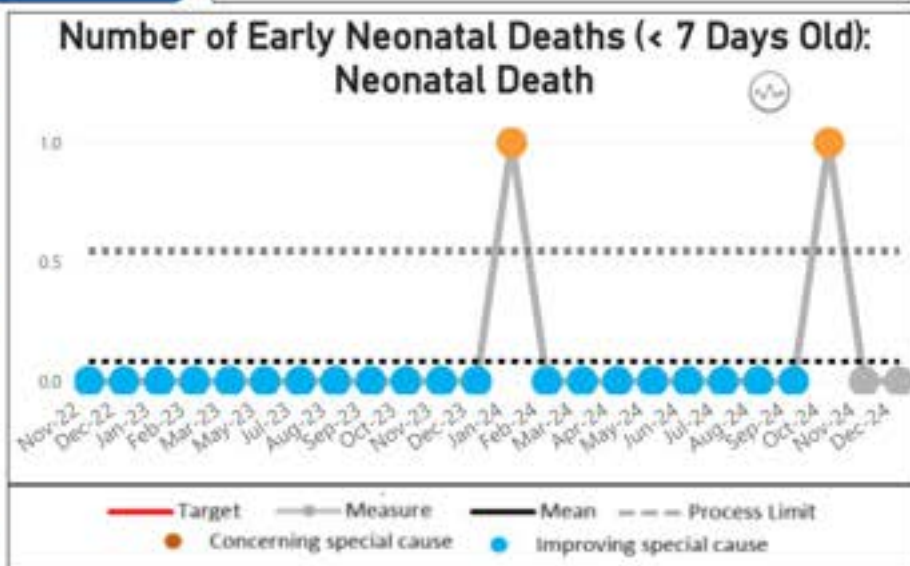 Number of Early Neonatal Deaths (< 7 Days Old):
Neonatal Death
1.0
0.5
0.0
Nov-22 Dec-22 Jan-23 Feb-23 Mar-23 May-23 Jul-23 Aug-23 Sep-23 Oct-23 Nov-23 Dec-23 Jan-24 Feb-24 Mar-24 Apr-24 May-24 Jun-24 Jul-24 Aug-24 Sep-24 Oct-24 Nov-24 Dec-24
Target Measure Mean Process Limit
Concerning special cause Improving special cause